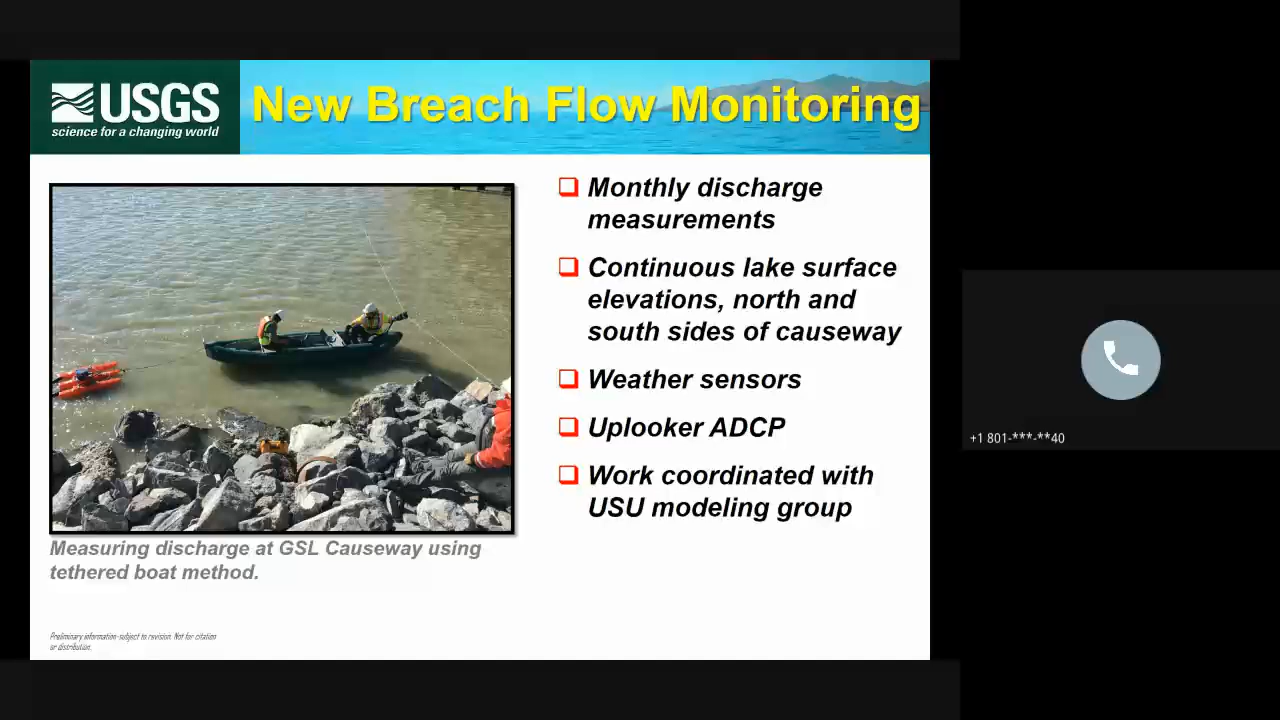 USGS
science for a changing world
New Breach Flow Monitoring
Monthly discharge
measurements
Continuous lake surface
elevations, north and
south sides of causeway
Weather sensors
Uplooker ADCP
Work coordinated with
USU modeling group
Measuring discharge at GSL Causeway using
tethered boat method.
Preliminary information-subject to revision. Not for citation
or distribution.
+1 801-***-**40